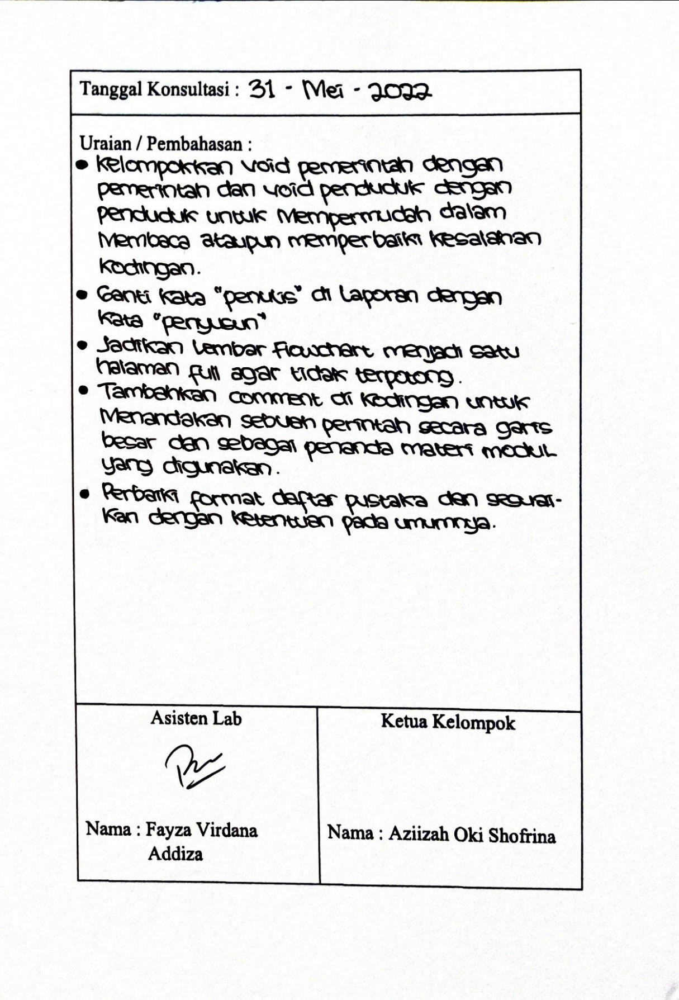 Tanggal Konsultasi : 31 - Mei - 2022
Uraian / Pembahasan :
• Kelompokkan void pemerintah dengan
pemerintah dan void penduduk dengan
penduduk untuk Mempermudah dalam
Membaca ataupun memperbaiki kesalahan
kodingan.
• Ganti kata "penulis" di Laporan dengan
kata "penyusun"
• Jadikan Lembar flowchart menjadi satu
halaman full agar tidak terpotong.
• Tambahkan comment di Kodingan untuk
Menandakan sebuah perintah secara garis
besar dan sebagai penanda materi modul
yang digunakan.
• Perbaiki format daftar pustaka dan sesuai-
kan dengan ketentuan pada umumnya.
Asisten Lab
Ketua Kelompok
Nama : Fayza Virdana
Addiza
Nama : Aziizah Oki Shofrina